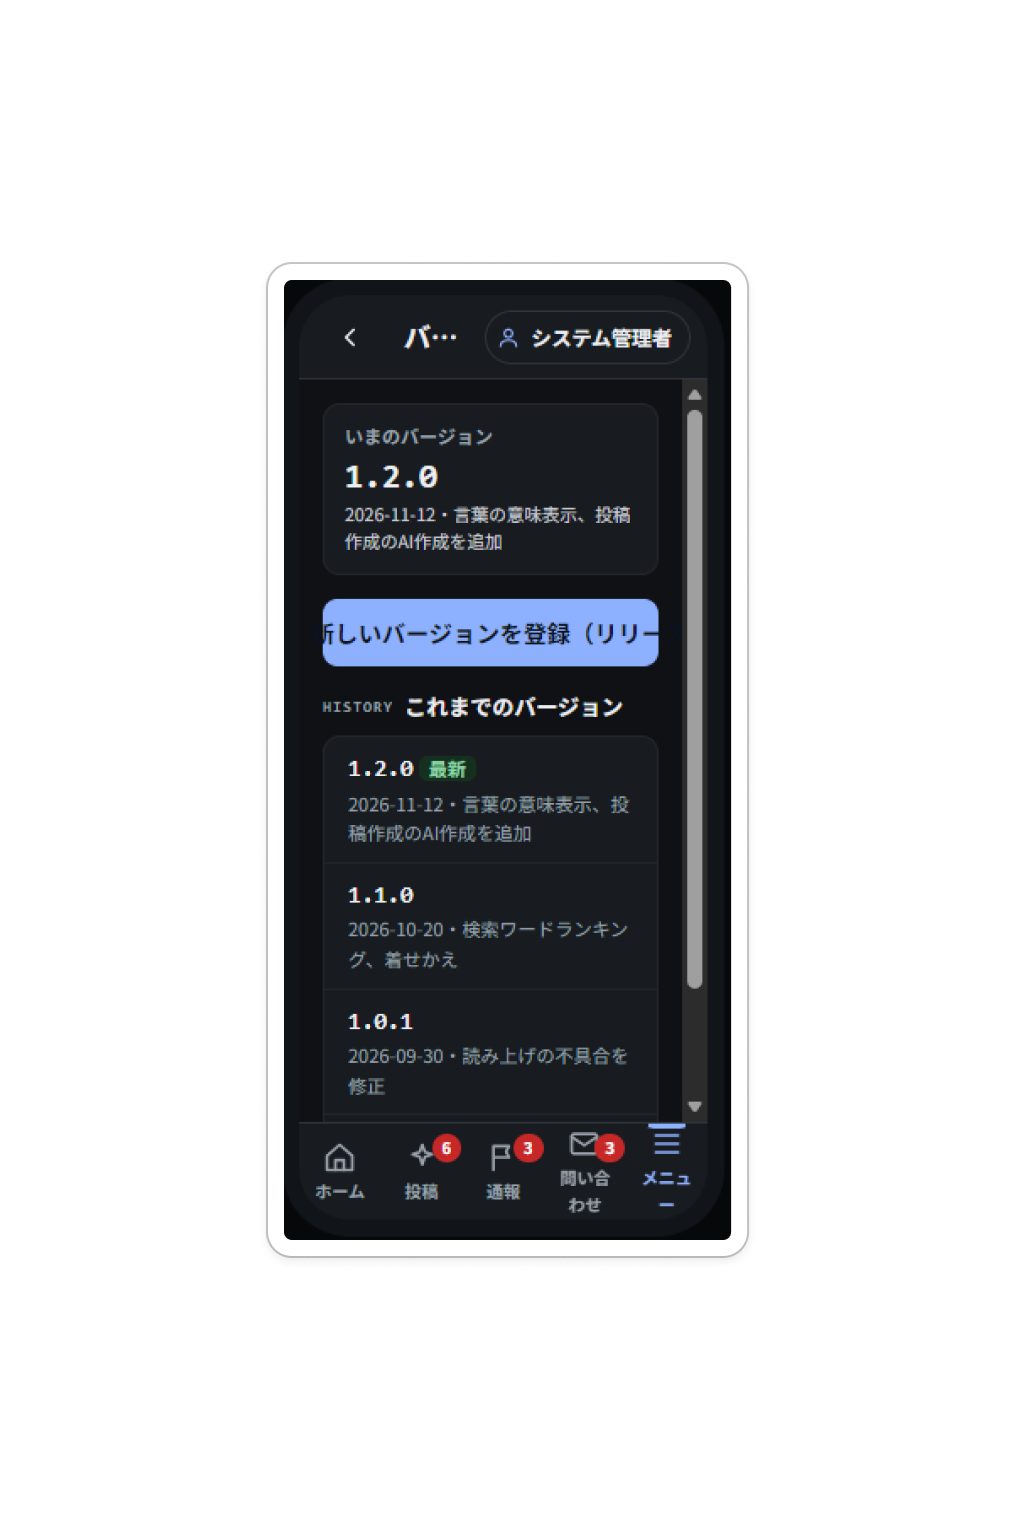 バ…
システム管理者
いまのバージョン
1.2.0
2026-11-12・言葉の意味表示、投稿
作成のAI作成を追加
新しいバージョンを登録（リリー
HISTORY これまでのバージョン
1.2.0 最新
2026-11-12・言葉の意味表示、投
稿作成のAI作成を追加
1.1.0
2026-10-20・検索ワードランキン
グ、着せかえ
1.0.1
2026-09-30・読み上げの不具合を
修正
6
3
3
ホーム
投稿
通報
問い合
わせ
メニュ
ー